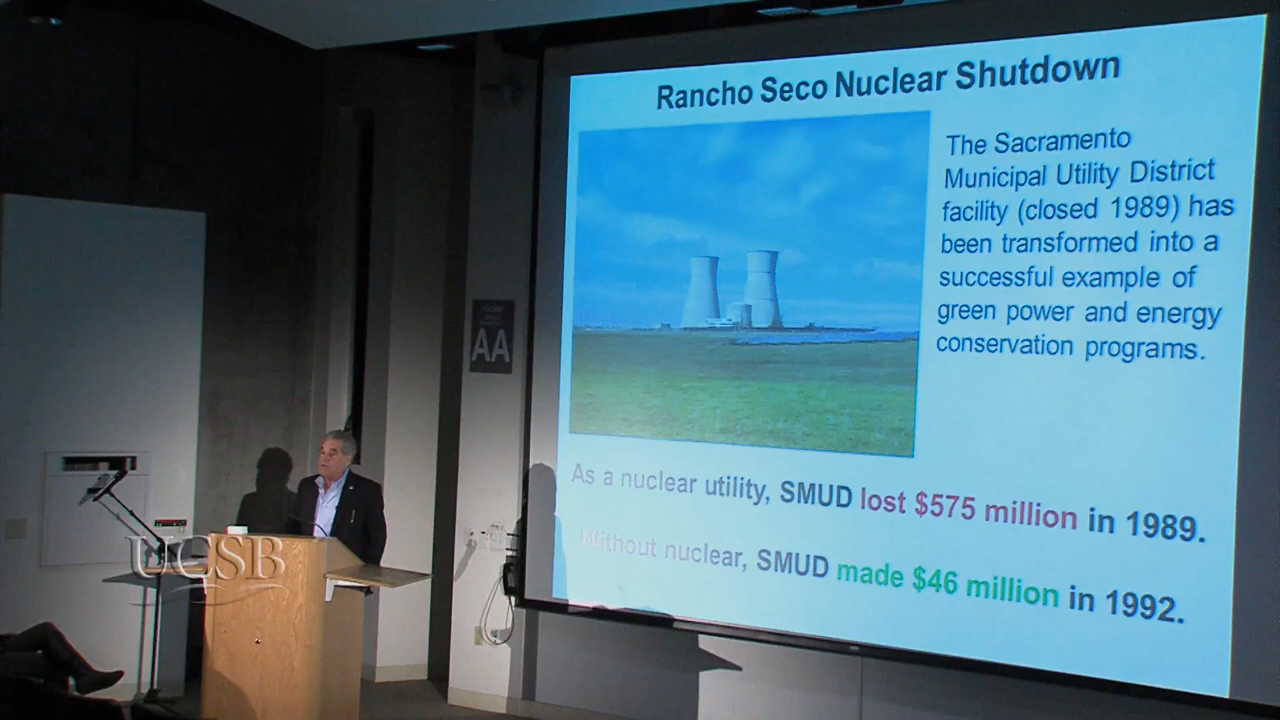 Rancho Seco Nuclear Shutdown
The Sacramento
Municipal Utility District
facility (closed 1989) has
been transformed into a
successful example of
green power and energy
conservation programs.
As a nuclear utility, SMUD lost $575 million in 1989.
Without nuclear, SMUD made $46 million in 1992.
AA
UCSB